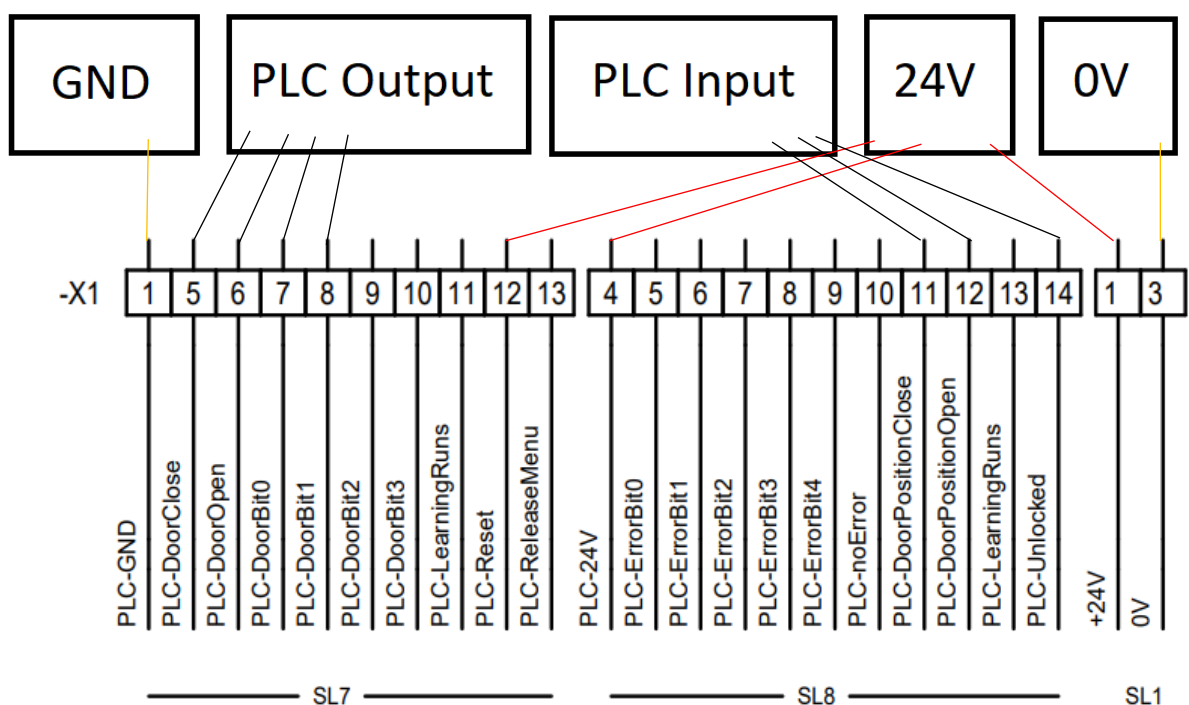 GND PLC Output PLC Input 24V 0V
-X1 1 5 6 7 8 9 10 11 12 13 4 5 6 7 8 9 10 11 12 13 14 1 3
PLC-GND
PLC-DoorClose
PLC-DoorOpen
PLC-DoorBit0
PLC-DoorBit1
PLC-DoorBit2
PLC-DoorBit3
PLC-LearningRuns
PLC-Reset
PLC-ReleaseMenu
PLC-24V
PLC-ErrorBit0
PLC-ErrorBit1
PLC-ErrorBit2
PLC-ErrorBit3
PLC-ErrorBit4
PLC-noError
PLC-DoorPositionClose
PLC-DoorPositionOpen
PLC-LearningRuns
PLC-Unlocked
+24V
0V
SL7 SL8 SL1